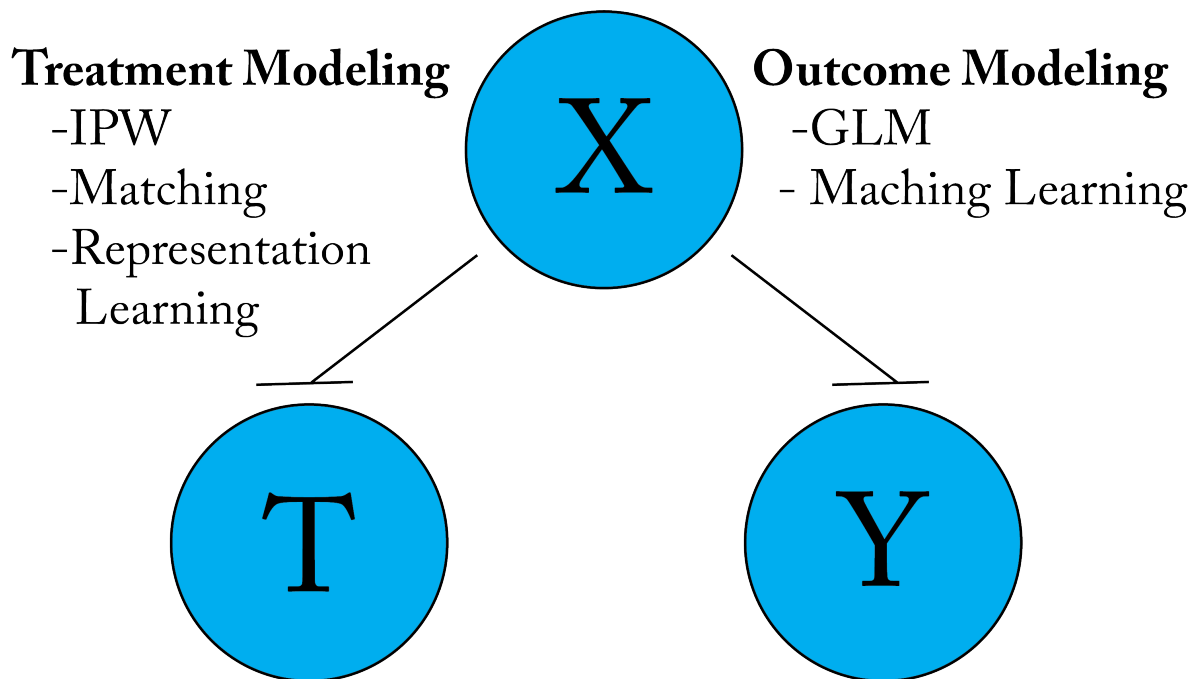 Treatment Modeling
-IPW
-Matching
-Representation
Learning
X
Outcome Modeling
-GLM
- Maching Learning
T
Y